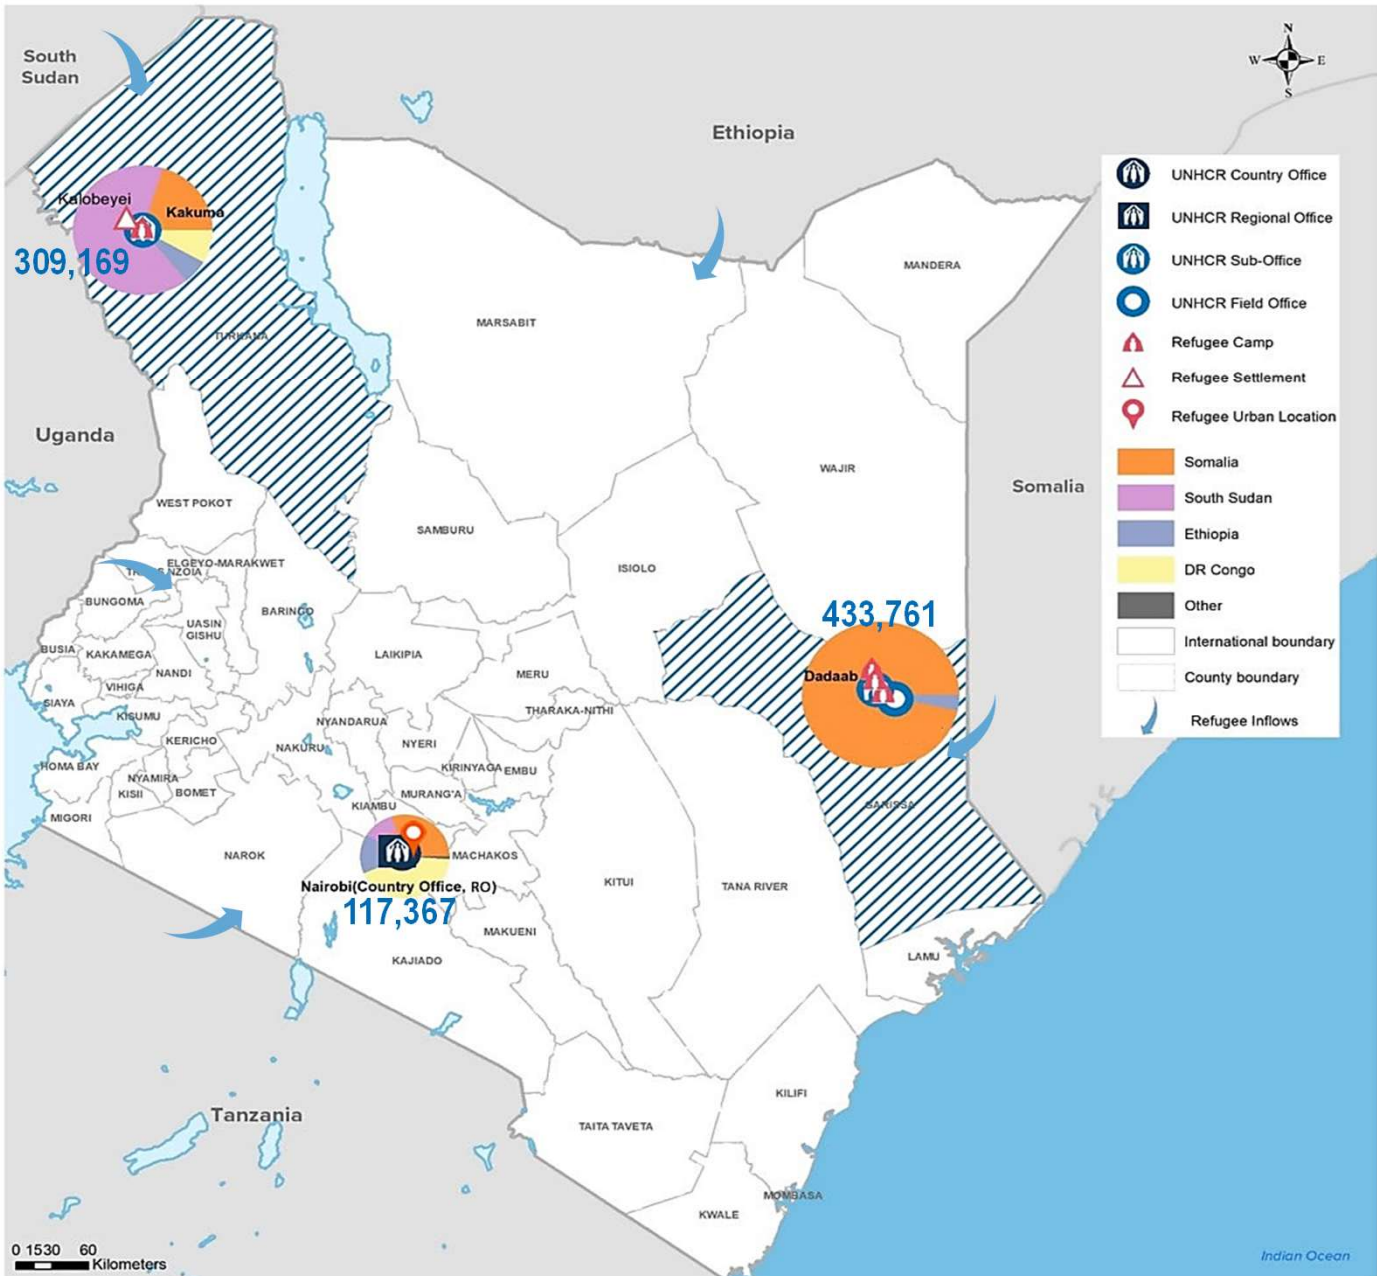 South
Sudan
N
W
E
S
Ethiopia
UNHCR Country Office
UNHCR Regional Office
UNHCR Sub-Office
UNHCR Field Office
Refugee Camp
Refugee Settlement
Refugee Urban Location
Somalia
South Sudan
Ethiopia
DR Congo
Other
International boundary
County boundary
Refugee Inflows
Kalobeyei
Kakuma
309,169
MANDERA
MARSABIT
TURKANA
Uganda
WAJIR
Somalia
WEST POKOT
SAMBURU
ELGEYO-MARAKWET
NZOIA
ISIOLO
BUNGOMA
BARINGO
UASIN
GISHU
433,761
BUSIA
KAKAMEGA
LAIKIPIA
NANDI
MERU
Dadaab
VIHIGA
SIAYA
KISUMU
NYANDARUA
THARAKA-NITHI
KERICHO
NAKURU
NYERI
HOMA BAY
KIRINYAGA
EMBU
NYAMIRA
KISII
BOMET
MURANG'A
KIAMBU
GARISSA
MIGORI
NAROK
MACHAKOS
Nairobi(Country Office, RO)
117,367
KITUI
TANA RIVER
MAKUENI
KAJIADO
LAMU
Tanzania
KILIFI
TAITA TAVETA
MOMBASA
KWALE
0 1530 60
Kilometers
Indian Ocean